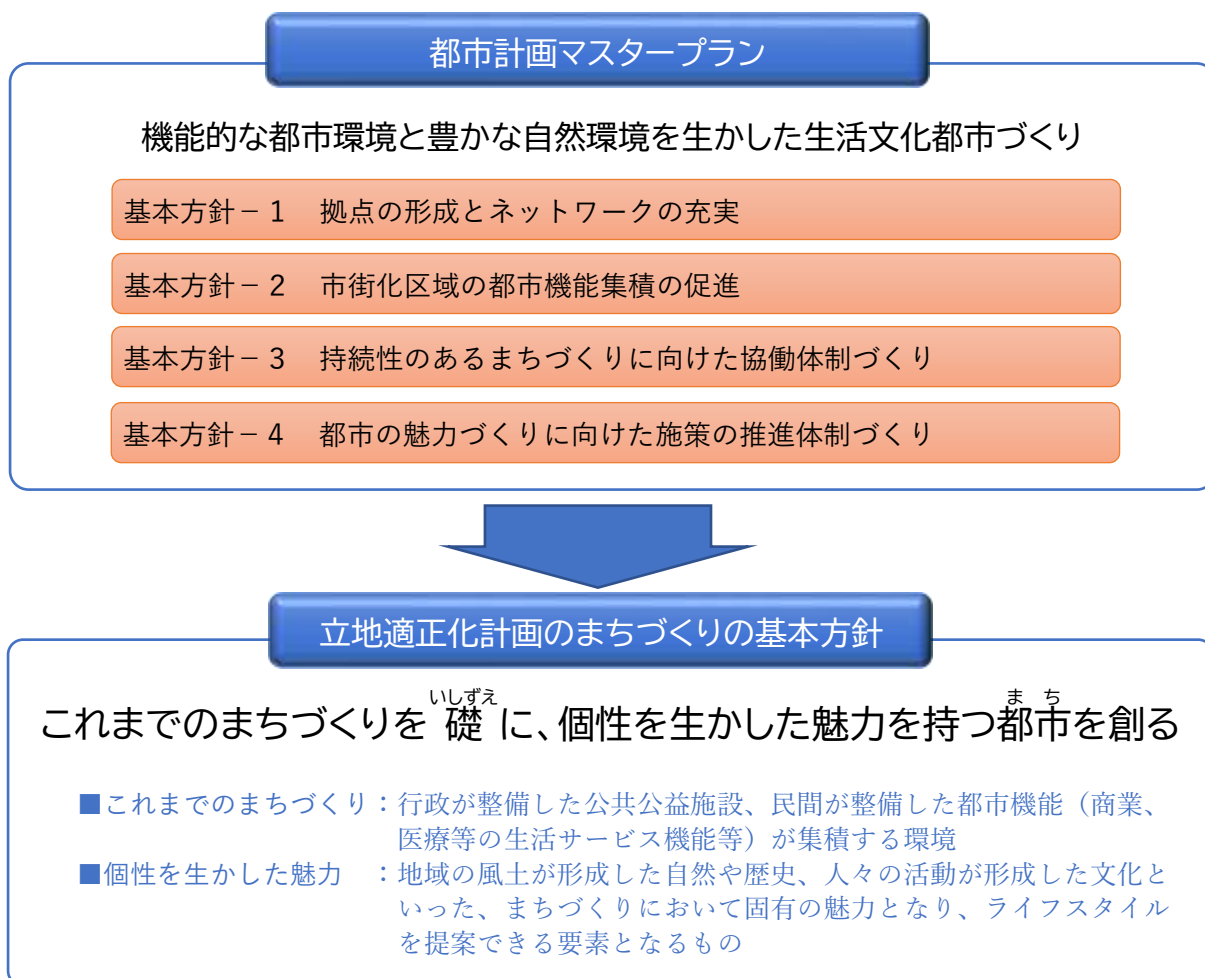 都市計画マスタープラン
機能的な都市環境と豊かな自然環境を生かした生活文化都市づくり
基本方針－１　拠点の形成とネットワークの充実
基本方針－２　市街化区域の都市機能集積の促進
基本方針－３　持続性のあるまちづくりに向けた協働体制づくり
基本方針－４　都市の魅力づくりに向けた施策の推進体制づくり
立地適正化計画のまちづくりの基本方針
いしずえ　まち
これまでのまちづくりを礎に、個性を生かした魅力を持つ都市を創る
■これまでのまちづくり：行政が整備した公共公益施設、民間が整備した都市機能（商業、
医療等の生活サービス機能等）が集積する環境
■個性を生かした魅力　：地域の風土が形成した自然や歴史、人々の活動が形成した文化と
いった、まちづくりにおいて固有の魅力となり、ライフスタイル
を提案できる要素となるもの